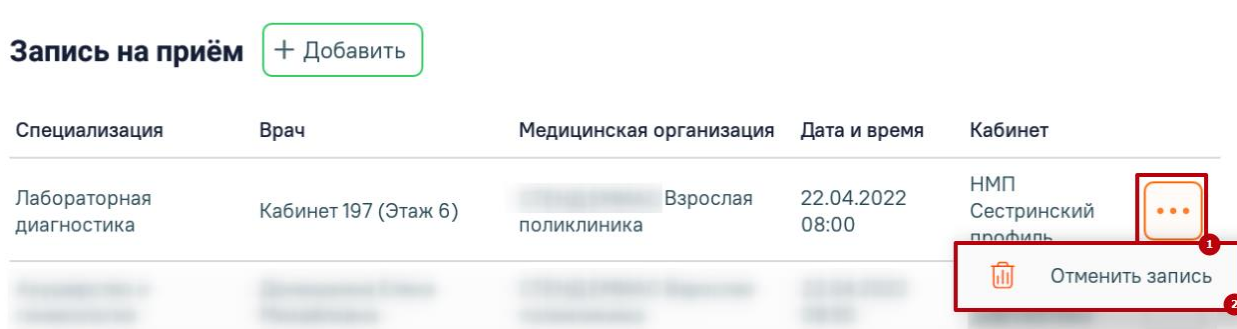 Запись на приём + Добавить
Специализация Врач Медицинская организация Дата и время Кабинет
Лабораторная диагностика
Кабинет 197 (Этаж 6)
Взрослая
поликлиника
22.04.2022
08:00
НМП
Сестринский
профиль
1
Отменить запись
2